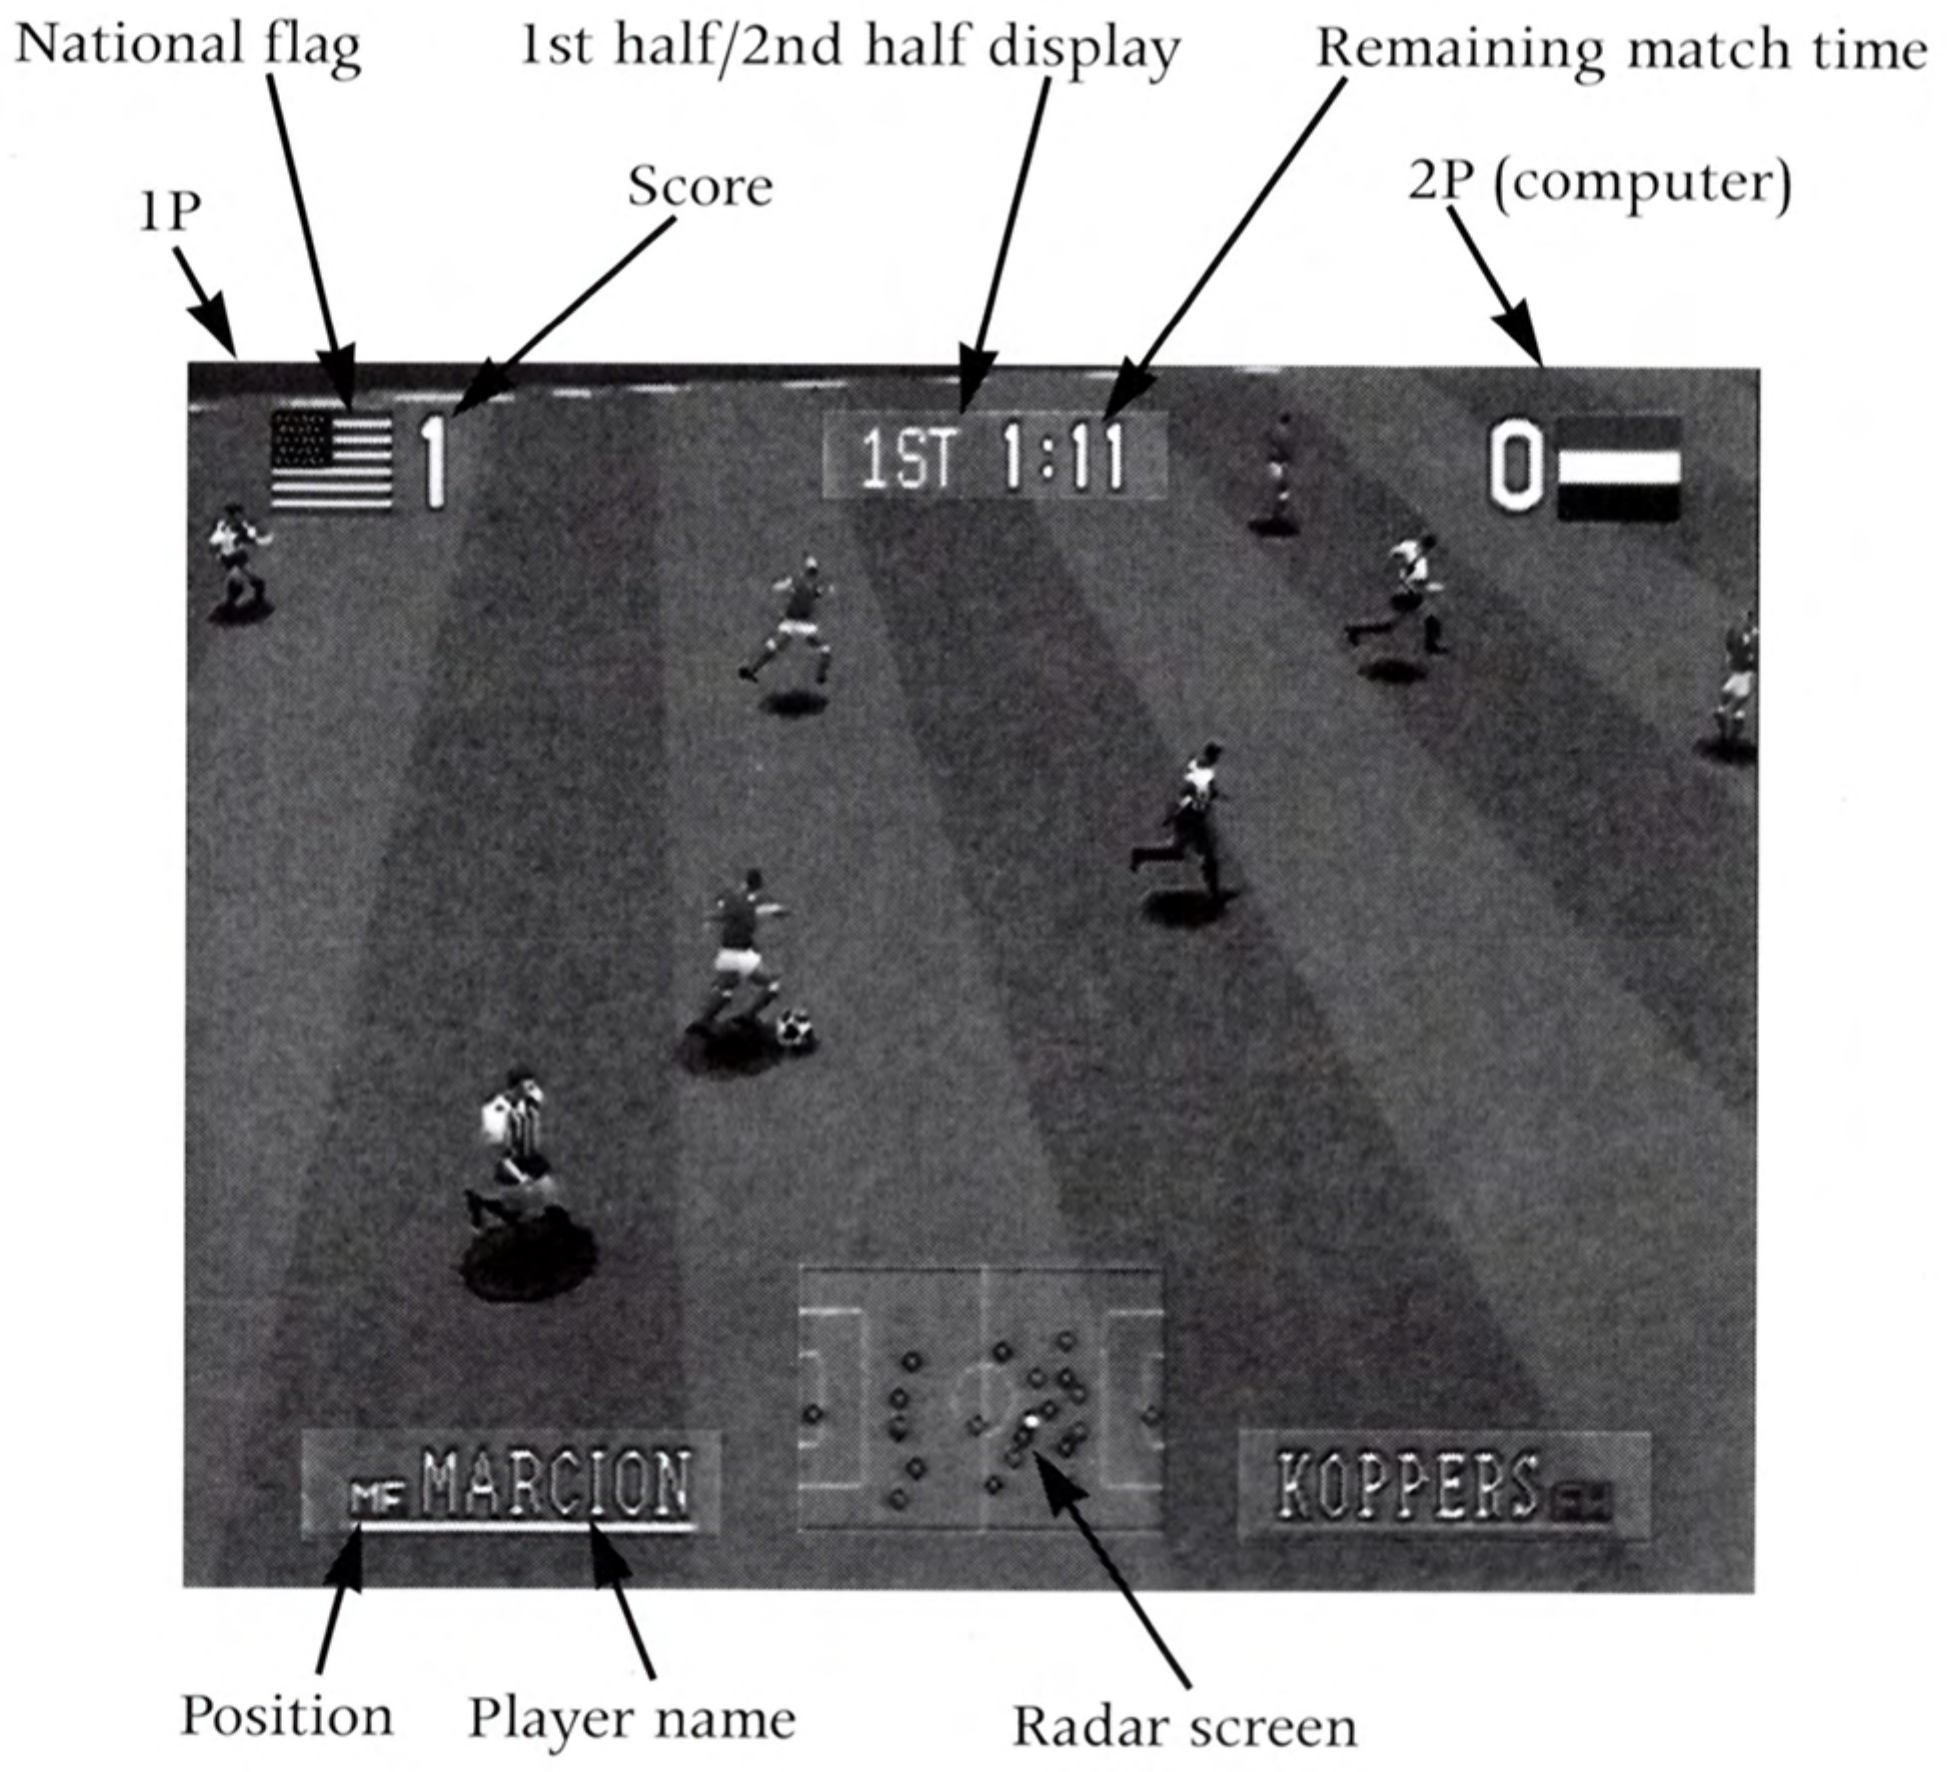 National flag
1st half/2nd half display
Remaining match time
1P
Score
2P (computer)
1
1ST 1:11
0
MF MARCION
KOPPERS
Position
Player name
Radar screen